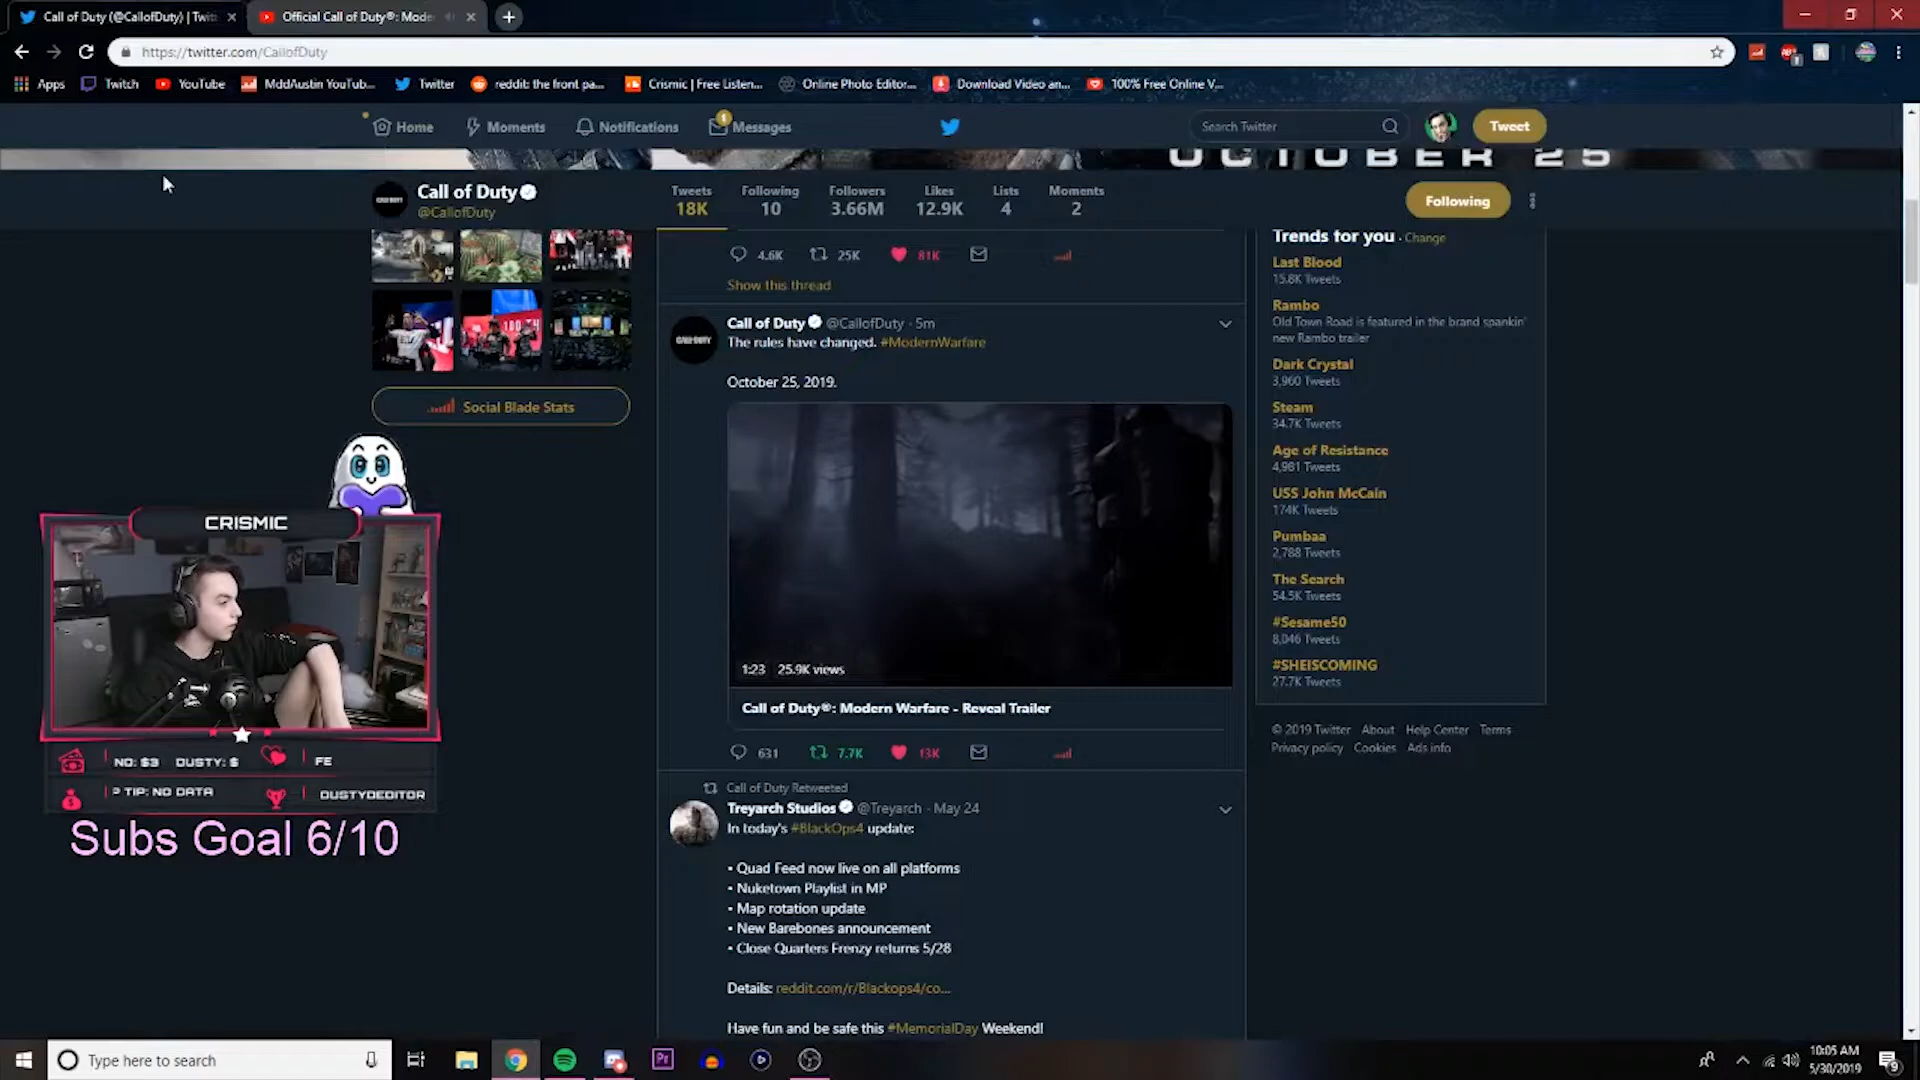 Call of Duty (@CallofDuty) | Twit
Official Call of Duty®: Mode
https://twitter.com/CallofDuty
Apps
Twitch
YouTube
MddAustin YouTub...
Twitter
reddit: the front pa...
Crismic | Free Listen...
Online Photo Editor...
Download Video an...
100% Free Online V...
Home
Moments
Notifications
1
Messages
Search Twitter
Tweet
OCTOBER 25
Call of Duty
@CallofDuty
Tweets
18K
Following
10
Followers
3.66M
Likes
12.9K
Lists
4
Moments
2
Following
Social Blade Stats
4.6K 25K 81K
Show this thread
CALL OF DUTY
Call of Duty @CallofDuty · 5m
The rules have changed. #ModernWarfare
October 25, 2019.
1:23 25.9K views
Call of Duty®: Modern Warfare - Reveal Trailer
631 7.7K 13K
Call of Duty Retweeted
Treyarch Studios @Treyarch · May 24
In today's #BlackOps4 update:
• Quad Feed now live on all platforms
• Nuketown Playlist in MP
• Map rotation update
• New Barebones announcement
• Close Quarters Frenzy returns 5/28
Details: reddit.com/r/Blackops4/co...
Have fun and be safe this #MemorialDay Weekend!
Trends for you · Change
Last Blood
15.8K Tweets
Rambo
Old Town Road is featured in the brand spankin'
new Rambo trailer
Dark Crystal
3,960 Tweets
Steam
34.7K Tweets
Age of Resistance
4,981 Tweets
USS John McCain
174K Tweets
Pumbaa
2,788 Tweets
The Search
54.5K Tweets
#Sesame50
8,046 Tweets
#SHEISCOMING
27.7K Tweets
© 2019 Twitter About Help Center Terms
Privacy policy Cookies Ads info
CRISMIC
NO: $3 DUSTY: $
FE
P TIP: NO DATA
DUSTYDEDITOR
Subs Goal 6/10
Type here to search
Pr
10:05 AM
5/30/2019
9